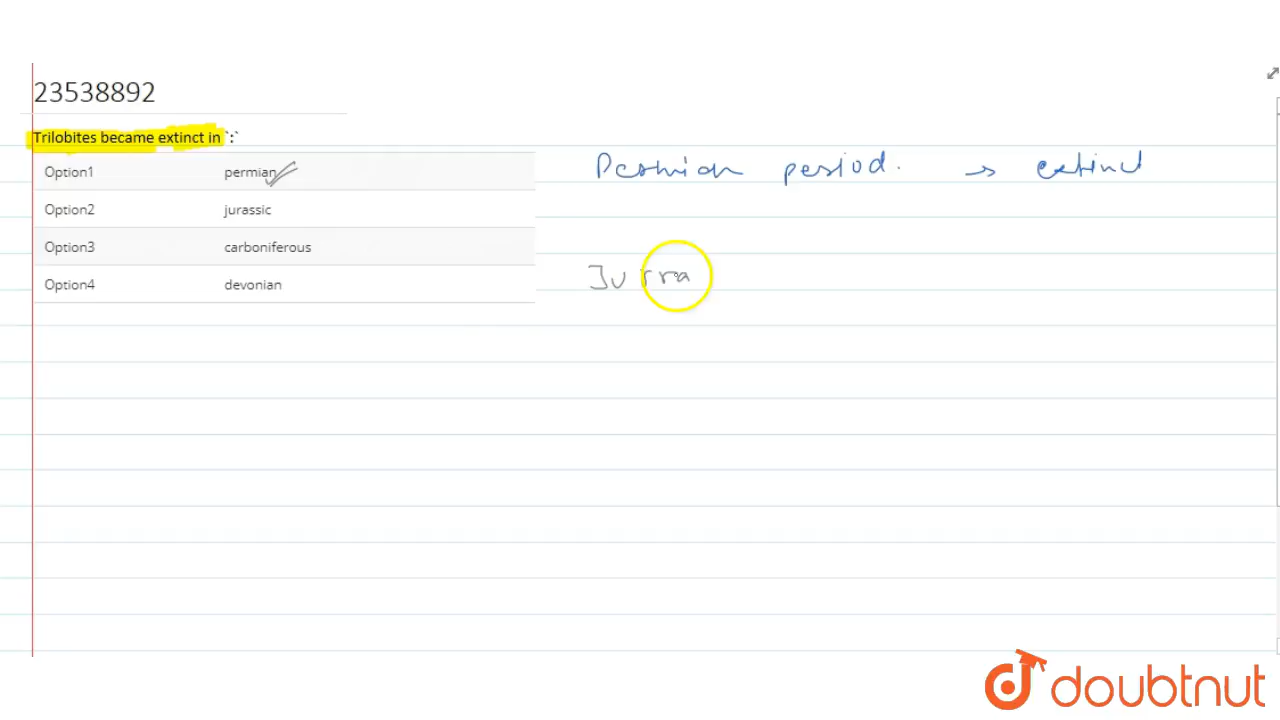 23538892
Trilobites became extinct in `:`
Option1 permian
Permian period. → extinct
Option2 jurassic
Option3 carboniferous
Jurra
Option4 devonian
doubtnut